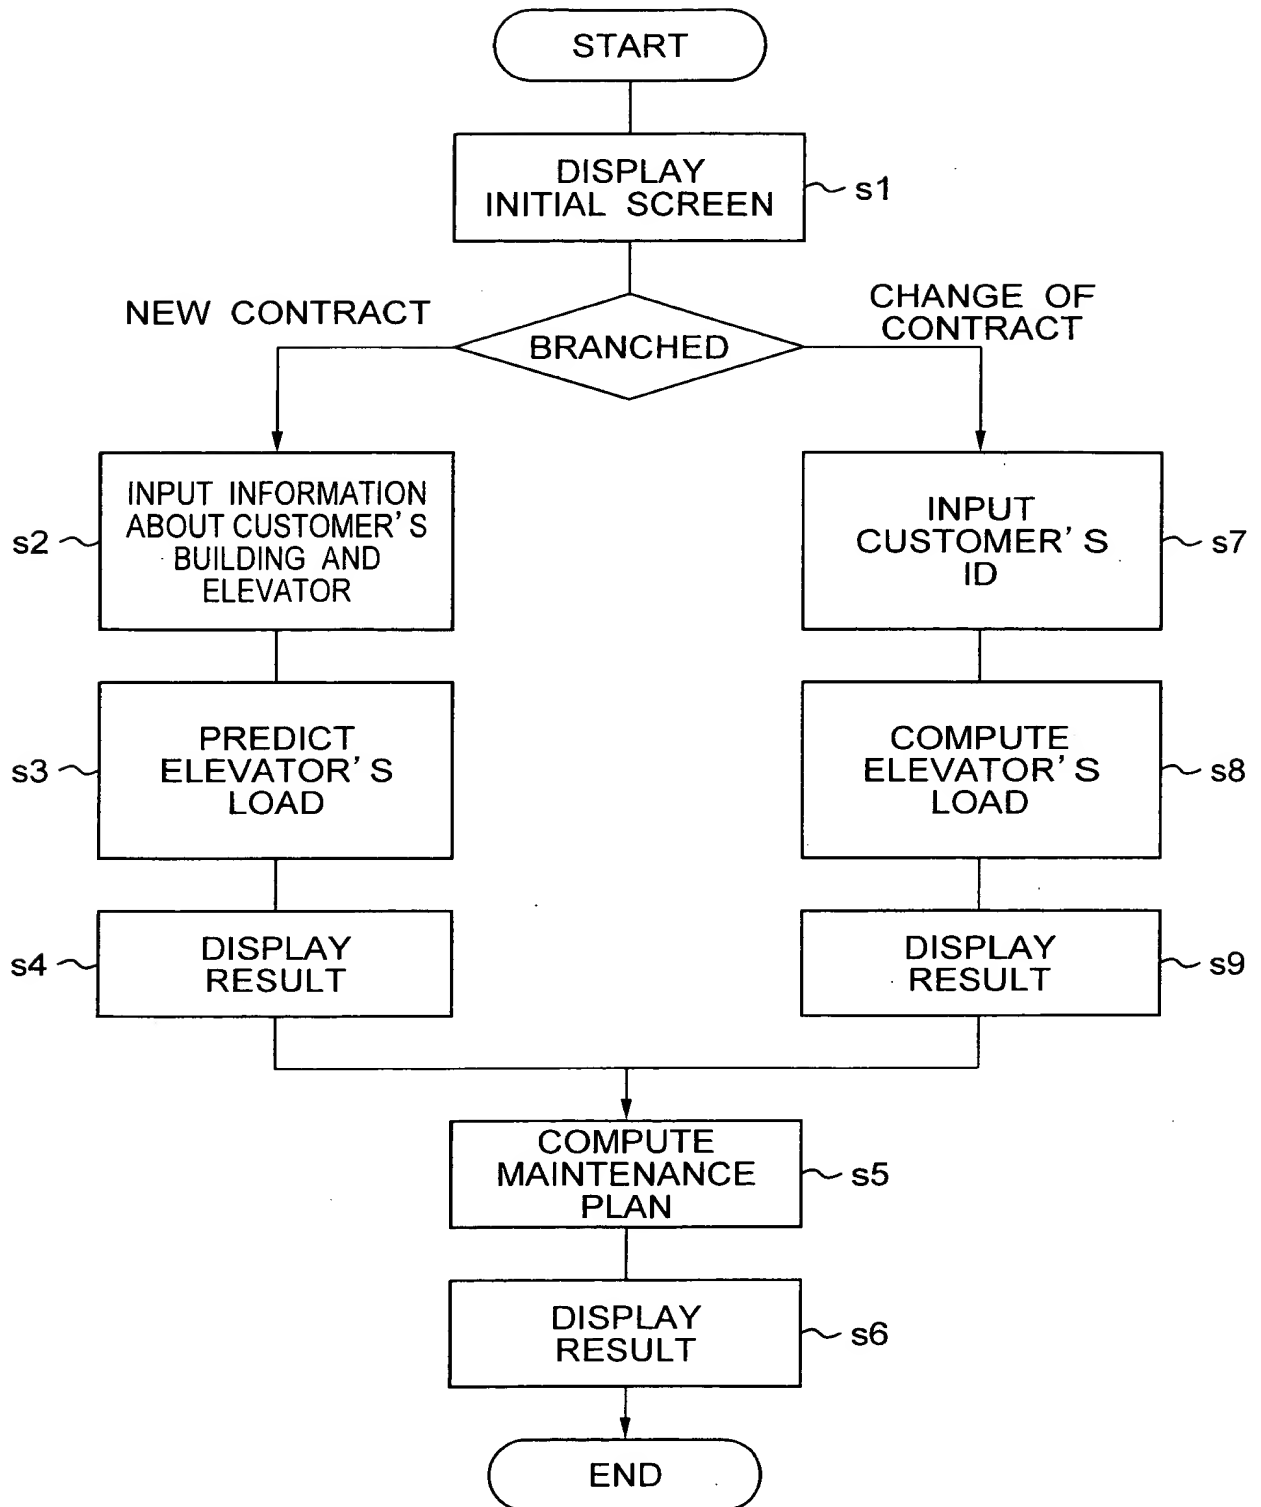 START
DISPLAY
INITIAL SCREEN
s1
NEW CONTRACT
CHANGE OF
CONTRACT
BRANCHED
INPUT INFORMATION
ABOUT CUSTOMER'S
BUILDING AND
ELEVATOR
s2
INPUT
CUSTOMER'S
ID
s7
PREDICT
ELEVATOR'S
LOAD
s3
COMPUTE
ELEVATOR'S
LOAD
s8
DISPLAY
RESULT
s4
DISPLAY
RESULT
s9
COMPUTE
MAINTENANCE
PLAN
s5
DISPLAY
RESULT
s6
END